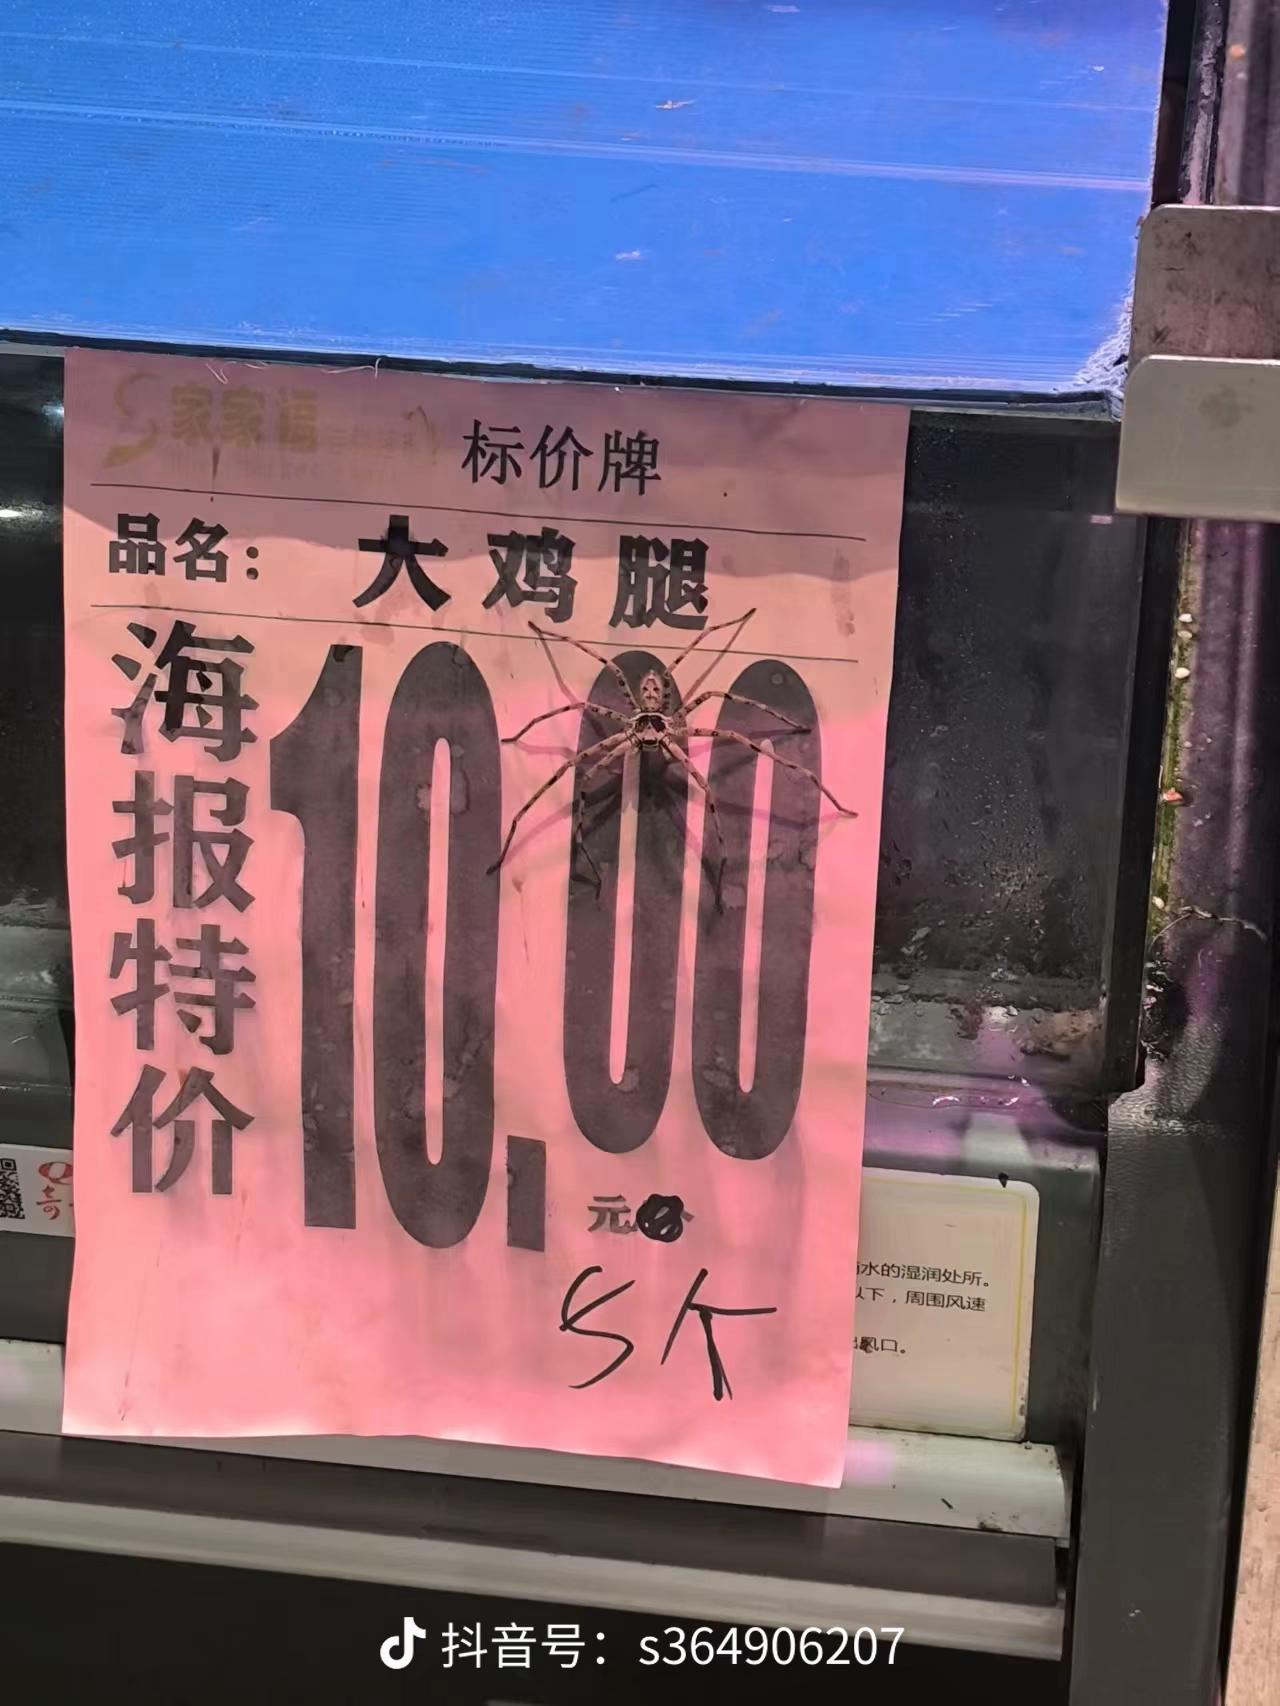 家家福
标价牌
品名： 大鸡腿
海报特价
10.00
元
5个
水的湿润处所。
以下，周围风速
风口。
抖音号：s364906207